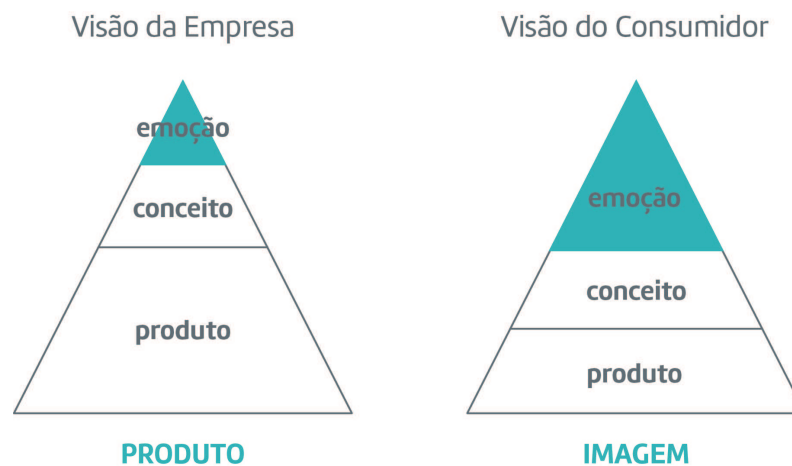 Visão da Empresa
emoção
conceito
produto
PRODUTO
Visão do Consumidor
emoção
conceito
produto
IMAGEM